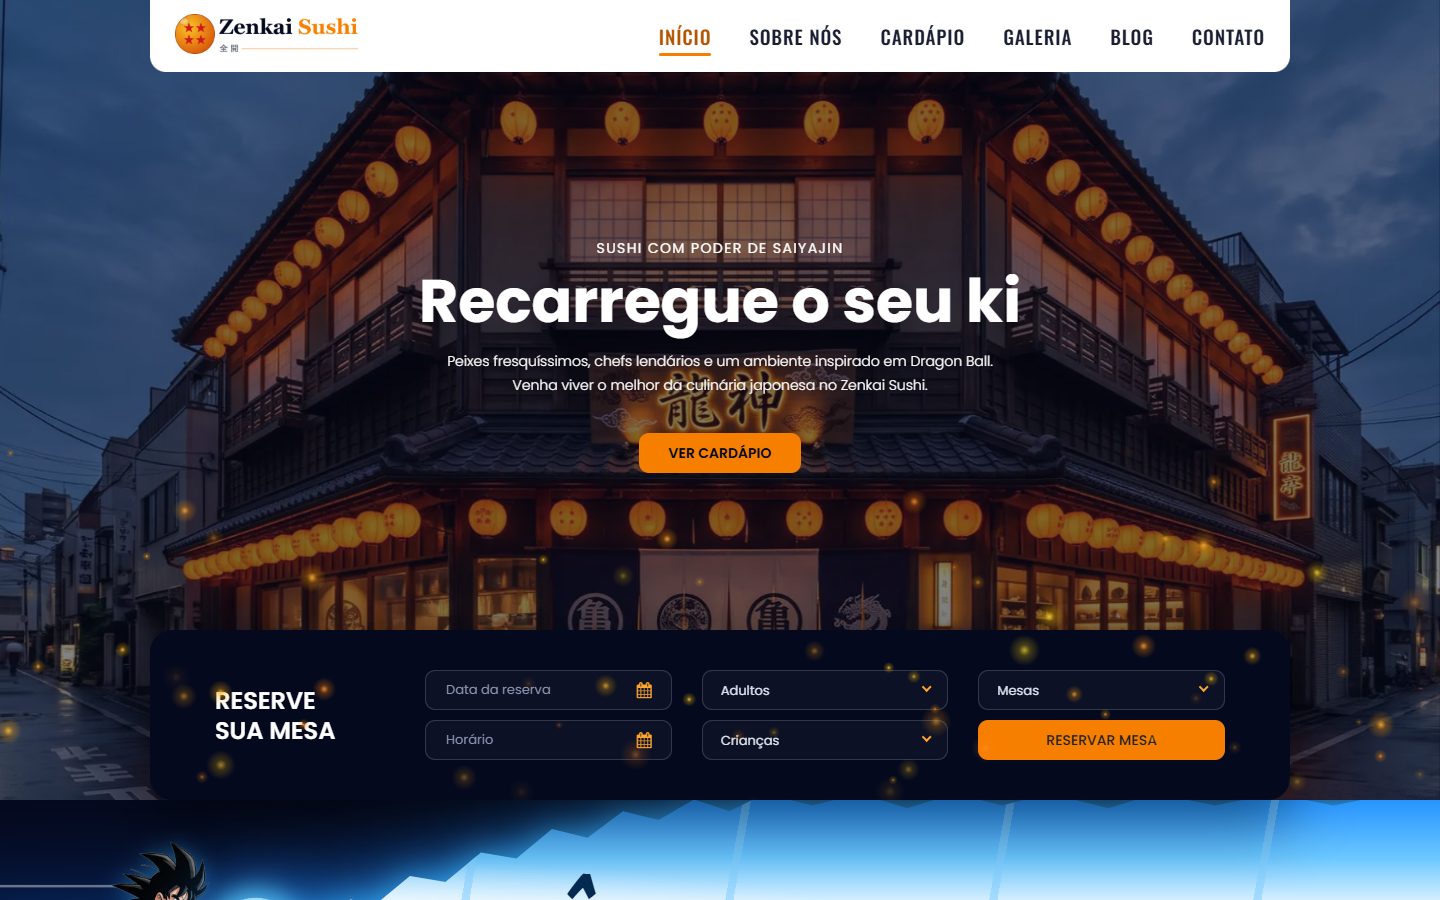 Zenkai Sushi
全開
INÍCIO
SOBRE NÓS
CARDÁPIO
GALERIA
BLOG
CONTATO
SUSHI COM PODER DE SAIYAJIN
Recarregue o seu ki
Peixes fresquíssimos, chefs lendários e um ambiente inspirado em Dragon Ball.
Venha viver o melhor da culinária japonesa no Zenkai Sushi.
龍神
VER CARDÁPIO
龍亭
亀
亀
RESERVE
SUA MESA
Data da reserva
Adultos
Mesas
Horário
Crianças
RESERVAR MESA